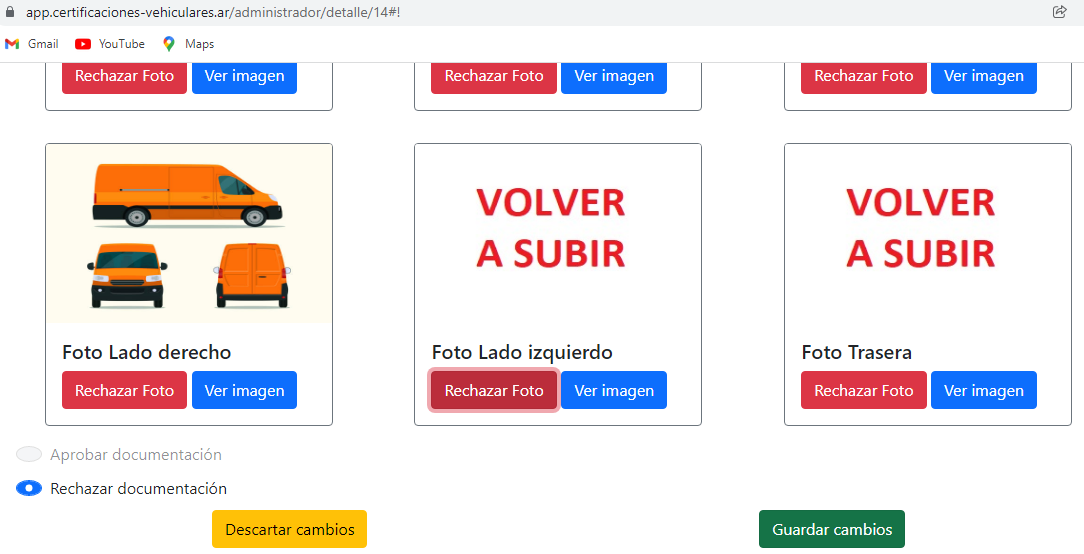 app.certificaciones-vehiculares.ar/administrador/detalle/14#!
Gmail YouTube Maps
Rechazar Foto Ver imagen Rechazar Foto Ver imagen Rechazar Foto Ver imagen
VOLVER
A SUBIR
VOLVER
A SUBIR
Foto Lado derecho Foto Lado izquierdo Foto Trasera
Rechazar Foto Ver imagen Rechazar Foto Ver imagen Rechazar Foto Ver imagen
Aprobar documentación
Rechazar documentación
Descartar cambios Guardar cambios